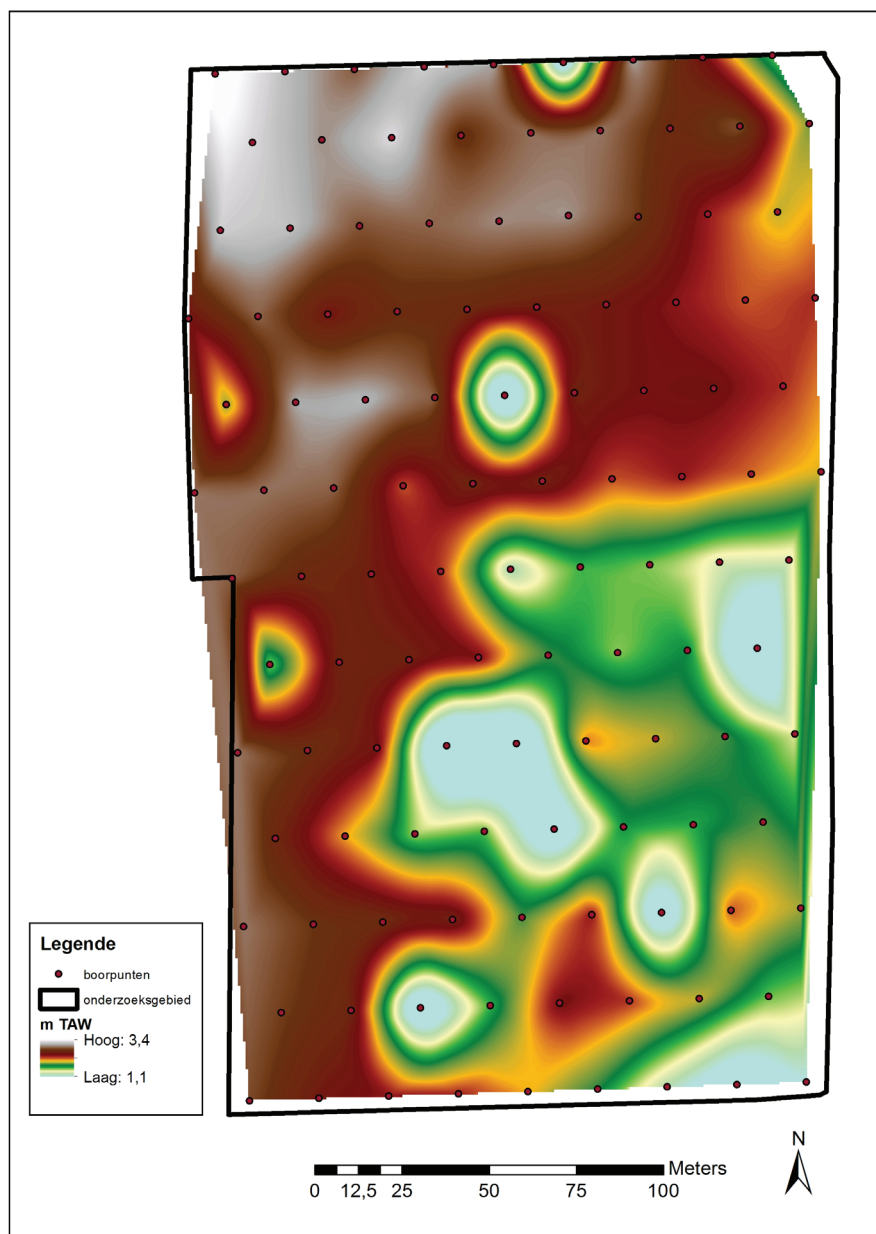 Legende
boorpunten
onderzoeksgebied
m TAW
Hoog: 3,4
Laag: 1,1
N
Meters
0 12,5 25 50 75 100